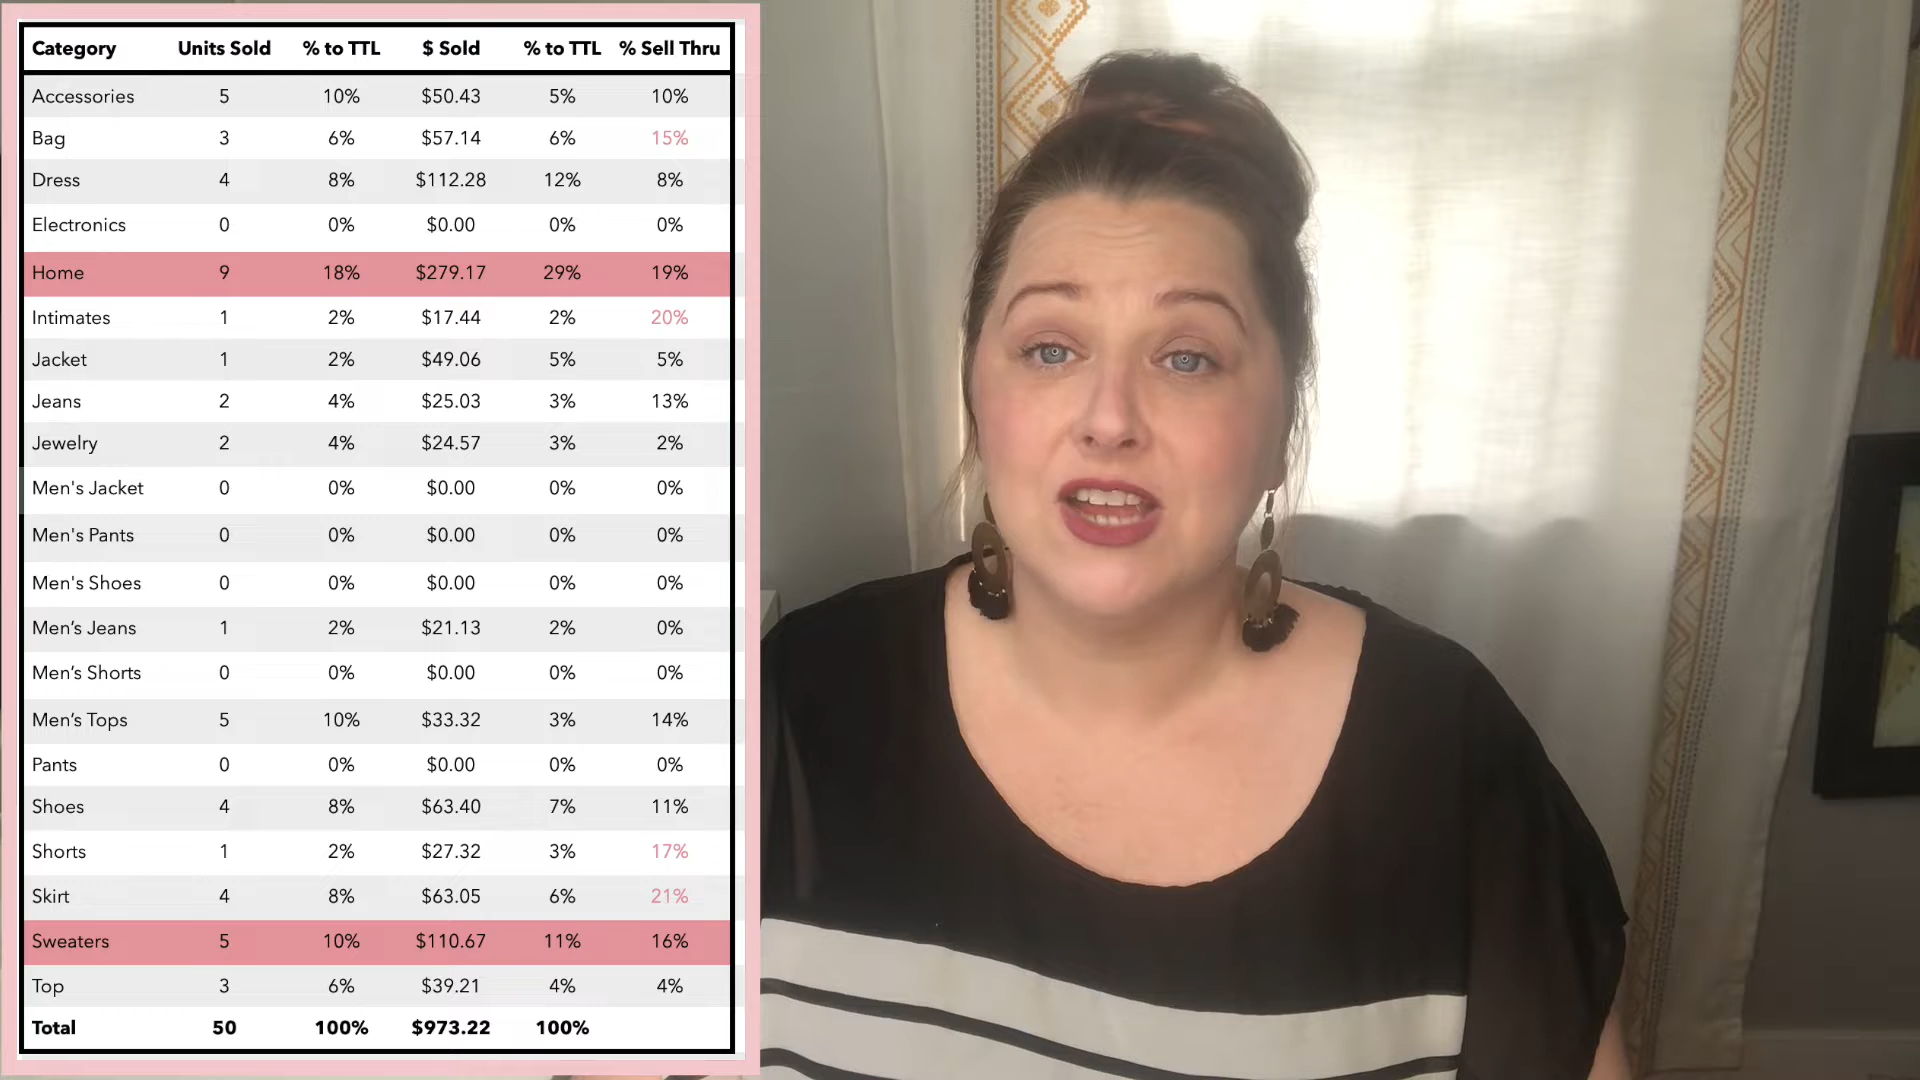 Category Units Sold % to TTL $ Sold % to TTL % Sell Thru
Accessories 5 10% $50.43 5% 10%
Bag 3 6% $57.14 6% 15%
Dress 4 8% $112.28 12% 8%
Electronics 0 0% $0.00 0% 0%
Home 9 18% $279.17 29% 19%
Intimates 1 2% $17.44 2% 20%
Jacket 1 2% $49.06 5% 5%
Jeans 2 4% $25.03 3% 13%
Jewelry 2 4% $24.57 3% 2%
Men's Jacket 0 0% $0.00 0% 0%
Men's Pants 0 0% $0.00 0% 0%
Men's Shoes 0 0% $0.00 0% 0%
Men’s Jeans 1 2% $21.13 2% 0%
Men’s Shorts 0 0% $0.00 0% 0%
Men’s Tops 5 10% $33.32 3% 14%
Pants 0 0% $0.00 0% 0%
Shoes 4 8% $63.40 7% 11%
Shorts 1 2% $27.32 3% 17%
Skirt 4 8% $63.05 6% 21%
Sweaters 5 10% $110.67 11% 16%
Top 3 6% $39.21 4% 4%
Total 50 100% $973.22 100%